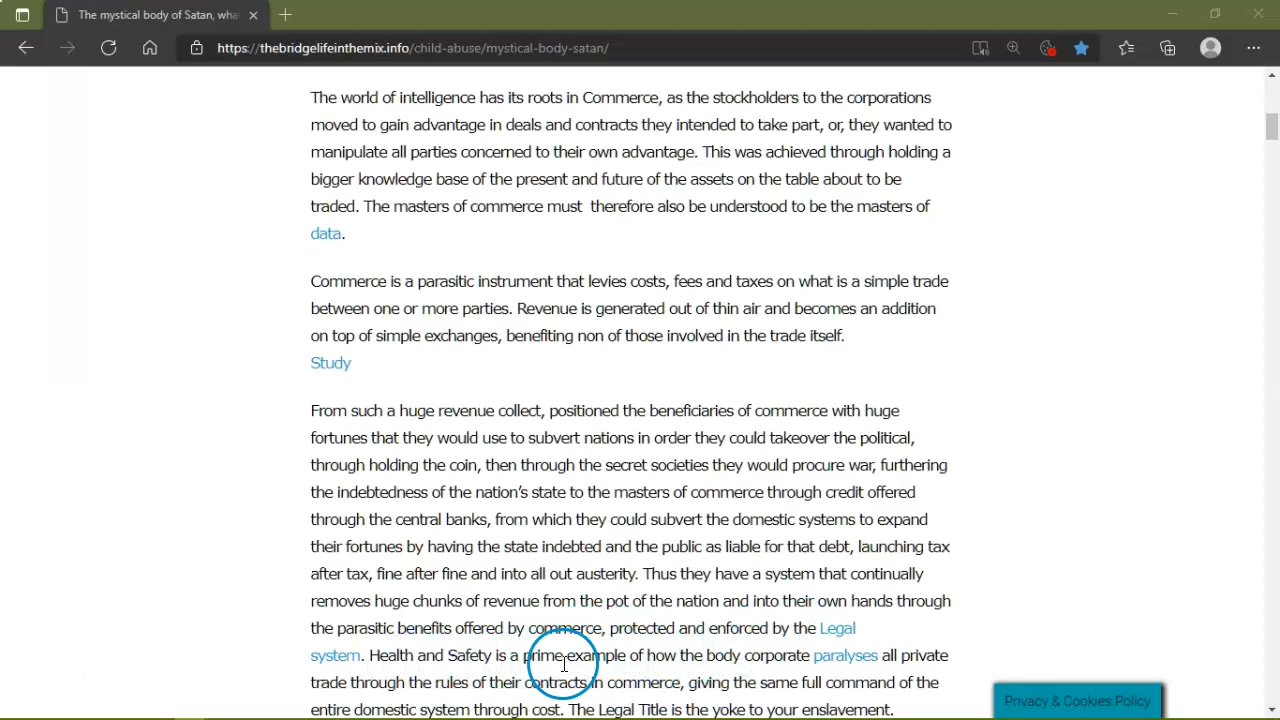 The mystical body of Satan, wha
https://thebridgelifeinthemix.info/child-abuse/mystical-body-satan/
The world of intelligence has its roots in Commerce, as the stockholders to the corporations
moved to gain advantage in deals and contracts they intended to take part, or, they wanted to
manipulate all parties concerned to their own advantage. This was achieved through holding a
bigger knowledge base of the present and future of the assets on the table about to be
traded. The masters of commerce must therefore also be understood to be the masters of
data.
Commerce is a parasitic instrument that levies costs, fees and taxes on what is a simple trade
between one or more parties. Revenue is generated out of thin air and becomes an addition
on top of simple exchanges, benefiting non of those involved in the trade itself.
Study
From such a huge revenue collect, positioned the beneficiaries of commerce with huge
fortunes that they would use to subvert nations in order they could takeover the political,
through holding the coin, then through the secret societies they would procure war, furthering
the indebtedness of the nation's state to the masters of commerce through credit offered
through the central banks, from which they could subvert the domestic systems to expand
their fortunes by having the state indebted and the public as liable for that debt, launching tax
after tax, fine after fine and into all out austerity. Thus they have a system that continually
removes huge chunks of revenue from the pot of the nation and into their own hands through
the parasitic benefits offered by commerce, protected and enforced by the Legal
system. Health and Safety is a prime example of how the body corporate paralyses all private
trade through the rules of their contracts in commerce, giving the same full command of the
entire domestic system through cost. The Legal Title is the yoke to your enslavement.
Privacy & Cookies Policy